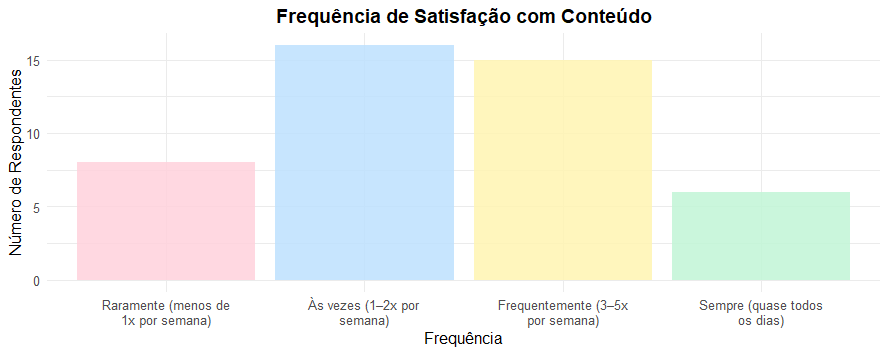 Frequência de Satisfação com Conteúdo
Número de Respondentes
15
10
5
0
Raramente (menos de
1x por semana)
Às vezes (1–2x por
semana)
Frequentemente (3–5x
por semana)
Sempre (quase todos
os dias)
Frequência